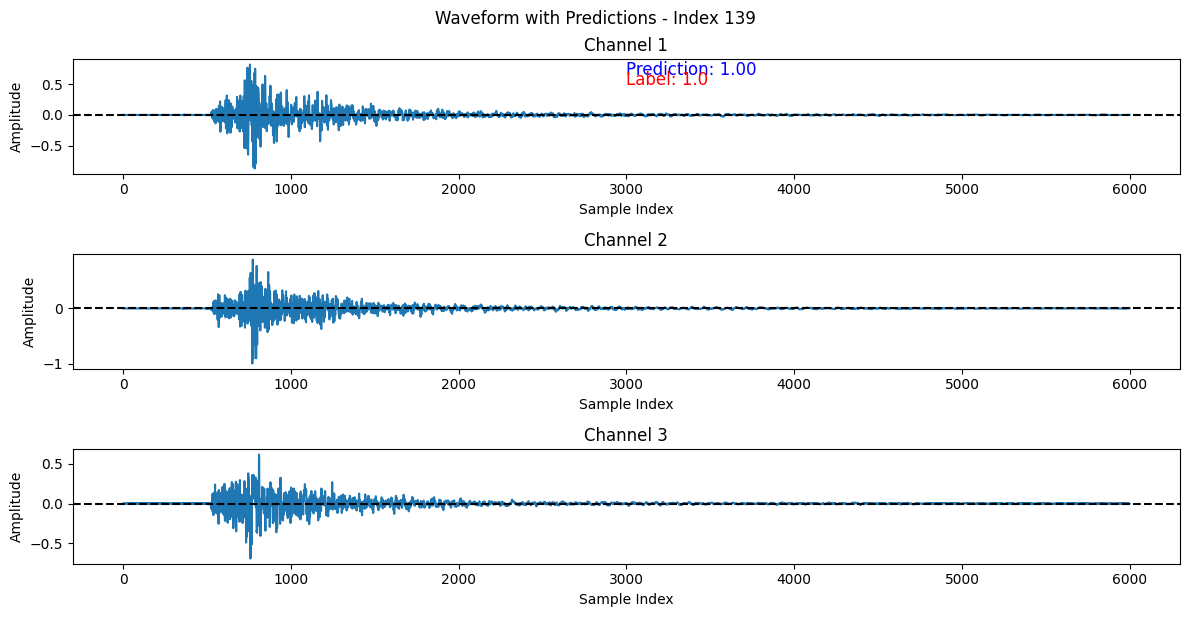 Waveform with Predictions - Index 139
Channel 1
Prediction: 1.00
Label: 1.0
Amplitude
0.5
0.0
−0.5
0 1000 2000 3000 4000 5000 6000
Sample Index
Channel 2
Amplitude
0
−1
0 1000 2000 3000 4000 5000 6000
Sample Index
Channel 3
Amplitude
0.5
0.0
−0.5
0 1000 2000 3000 4000 5000 6000
Sample Index